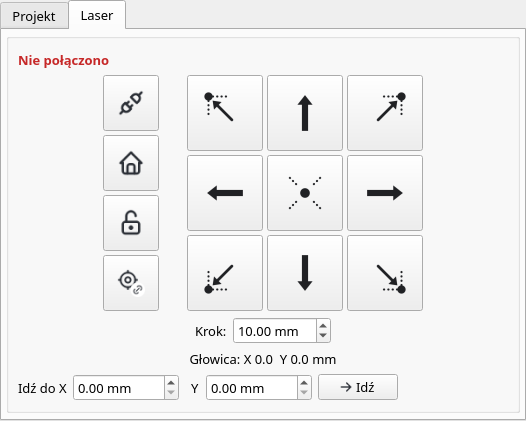 Projekt Laser
Nie połączono
Krok: 10.00 mm
Głowica: X 0.0 Y 0.0 mm
Idź do X 0.00 mm Y 0.00 mm → Idź